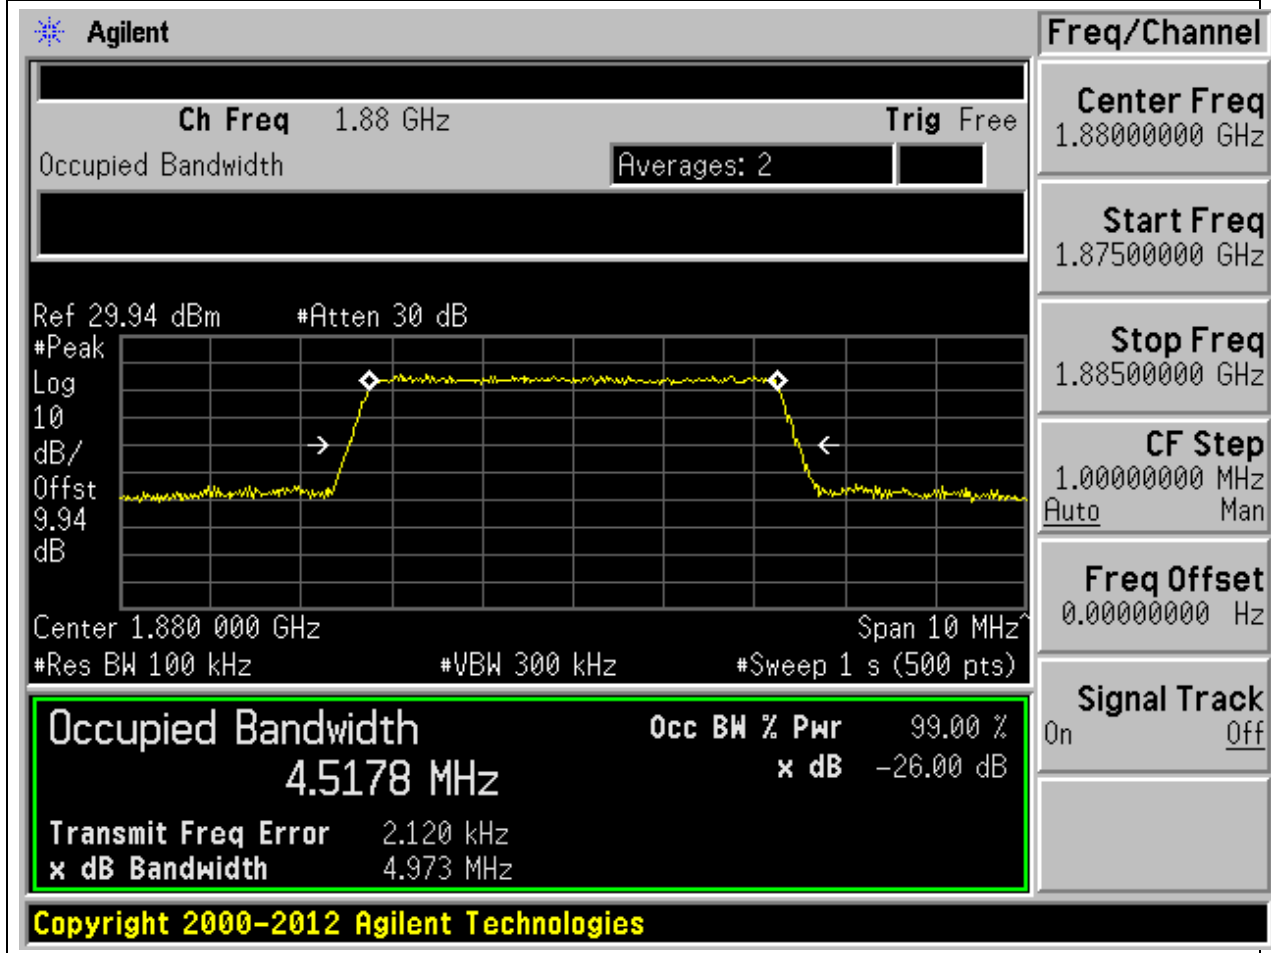 Agilent
Freq/Channel
Ch Freq 1.88 GHz Trig Free
Occupied Bandwidth Averages: 2
Center Freq
1.88000000 GHz
Start Freq
1.87500000 GHz
Stop Freq
1.88500000 GHz
CF Step
1.00000000 MHz
Auto Man
Freq Offset
0.00000000 Hz
Signal Track
On Off
Ref 29.94 dBm #Atten 30 dB
#Peak
Log
10
dB/
Offst
9.94
dB
Center 1.880 000 GHz Span 10 MHz^
#Res BW 100 kHz #VBW 300 kHz #Sweep 1 s (500 pts)
Occupied Bandwidth Occ BW % Pwr 99.00 %
4.5178 MHz x dB -26.00 dB
Transmit Freq Error 2.120 kHz
x dB Bandwidth 4.973 MHz
Copyright 2000-2012 Agilent Technologies